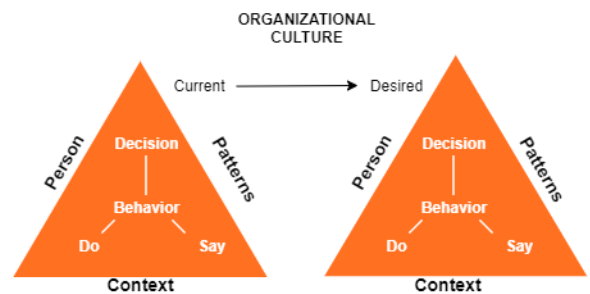 ORGANIZATIONAL
CULTURE
Current
Desired
Person
Patterns
Decision
Behavior
Do
Say
Context
Person
Patterns
Decision
Behavior
Do
Say
Context